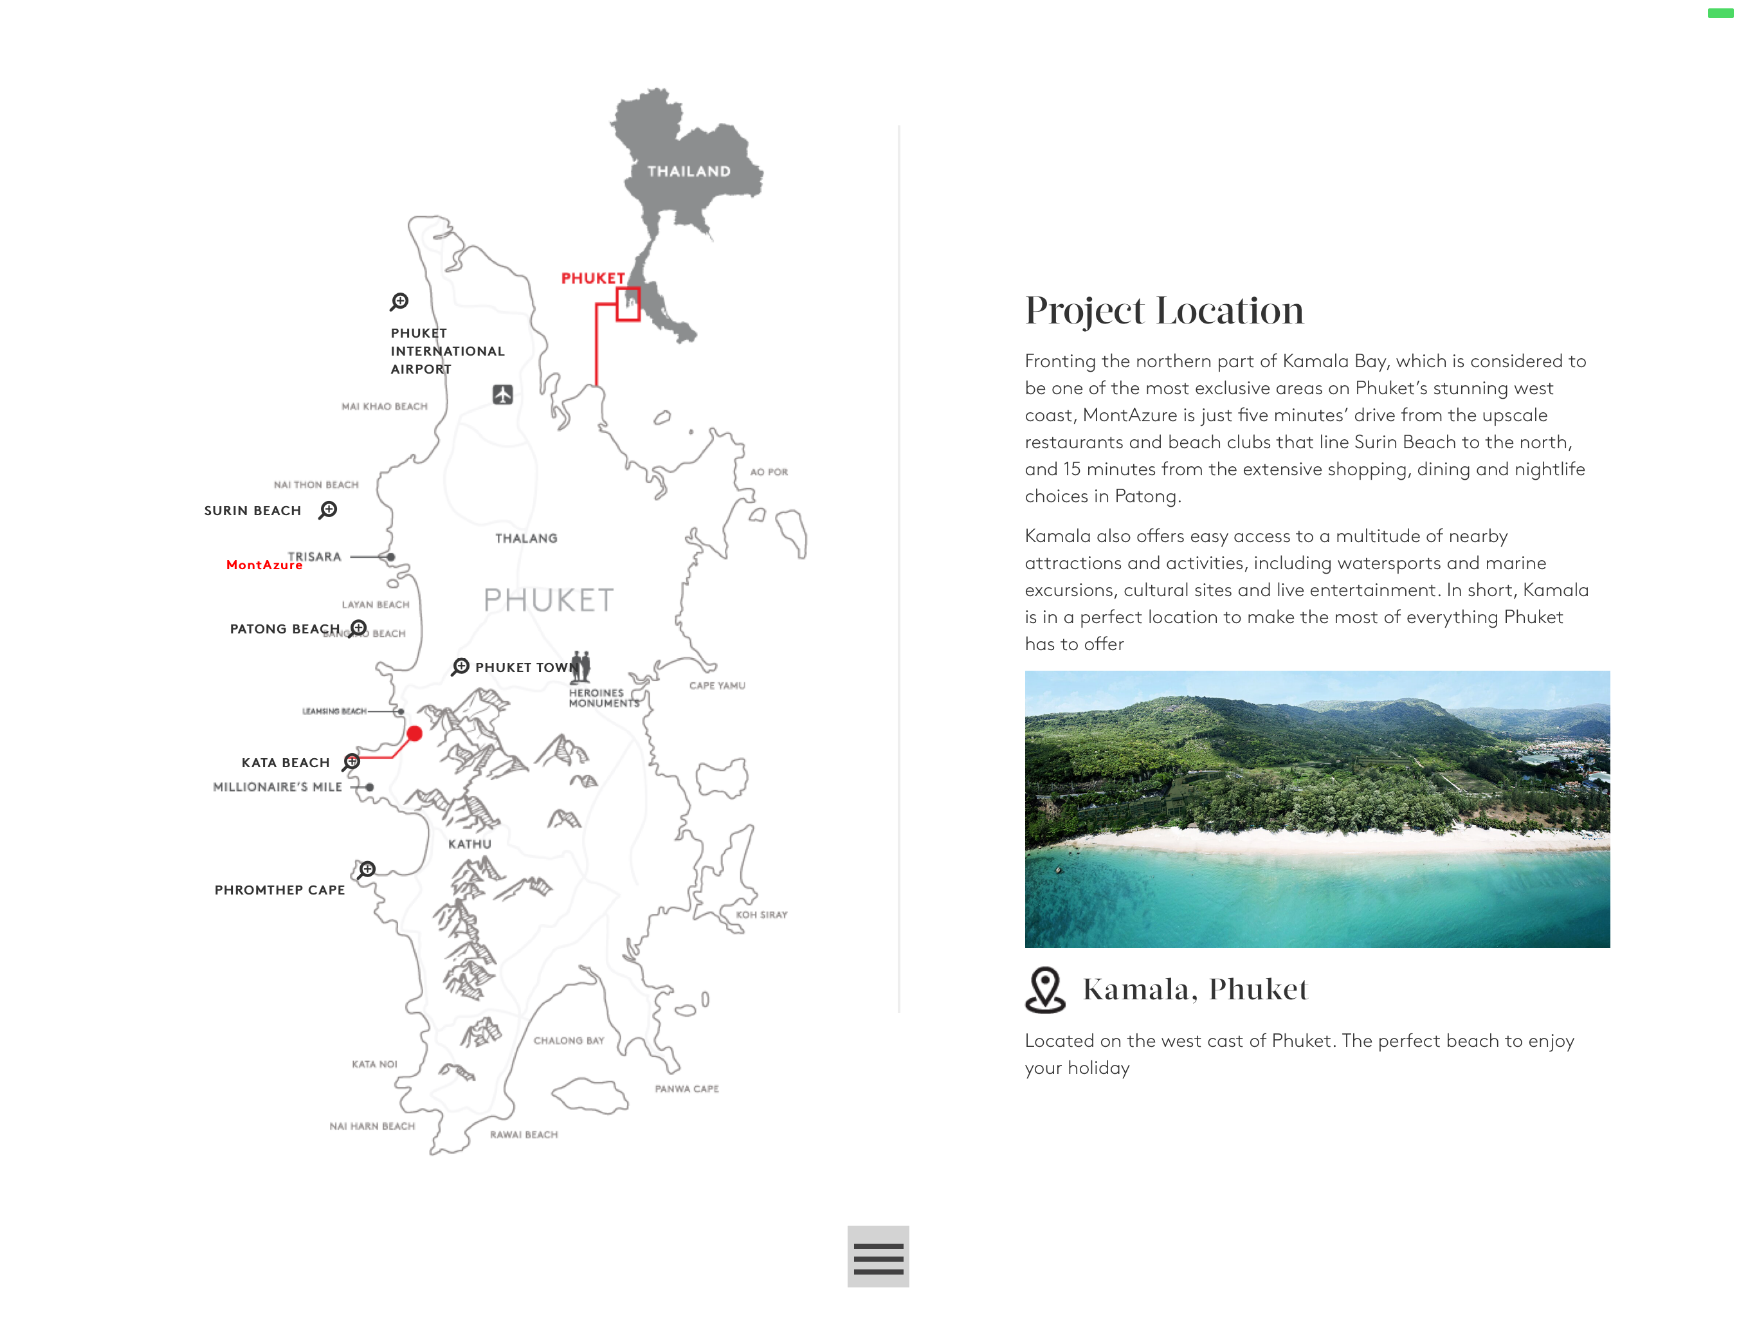 THAILAND
PHUKET
PHUKET
INTERNATIONAL
AIRPORT
MAI KHAO BEACH
AO POR
NAI THON BEACH
SURIN BEACH
THALANG
TRISARA
MontAzure
PHUKET
LAYAN BEACH
PATONG BEACH
BANGTAO BEACH
PHUKET TOWN
HEROINES
MONUMENTS
CAPE YAMU
LEAMSING BEACH
KATA BEACH
MILLIONAIRE'S MILE
KATHU
PHROMTHEP CAPE
KOH SIRAY
CHALONG BAY
KATA NOI
PANWA CAPE
NAI HARN BEACH
RAWAI BEACH
Project Location
Fronting the northern part of Kamala Bay, which is considered to
be one of the most exclusive areas on Phuket’s stunning west
coast, MontAzure is just five minutes’ drive from the upscale
restaurants and beach clubs that line Surin Beach to the north,
and 15 minutes from the extensive shopping, dining and nightlife
choices in Patong.
Kamala also offers easy access to a multitude of nearby
attractions and activities, including watersports and marine
excursions, cultural sites and live entertainment. In short, Kamala
is in a perfect location to make the most of everything Phuket
has to offer
Kamala, Phuket
Located on the west cast of Phuket. The perfect beach to enjoy
your holiday